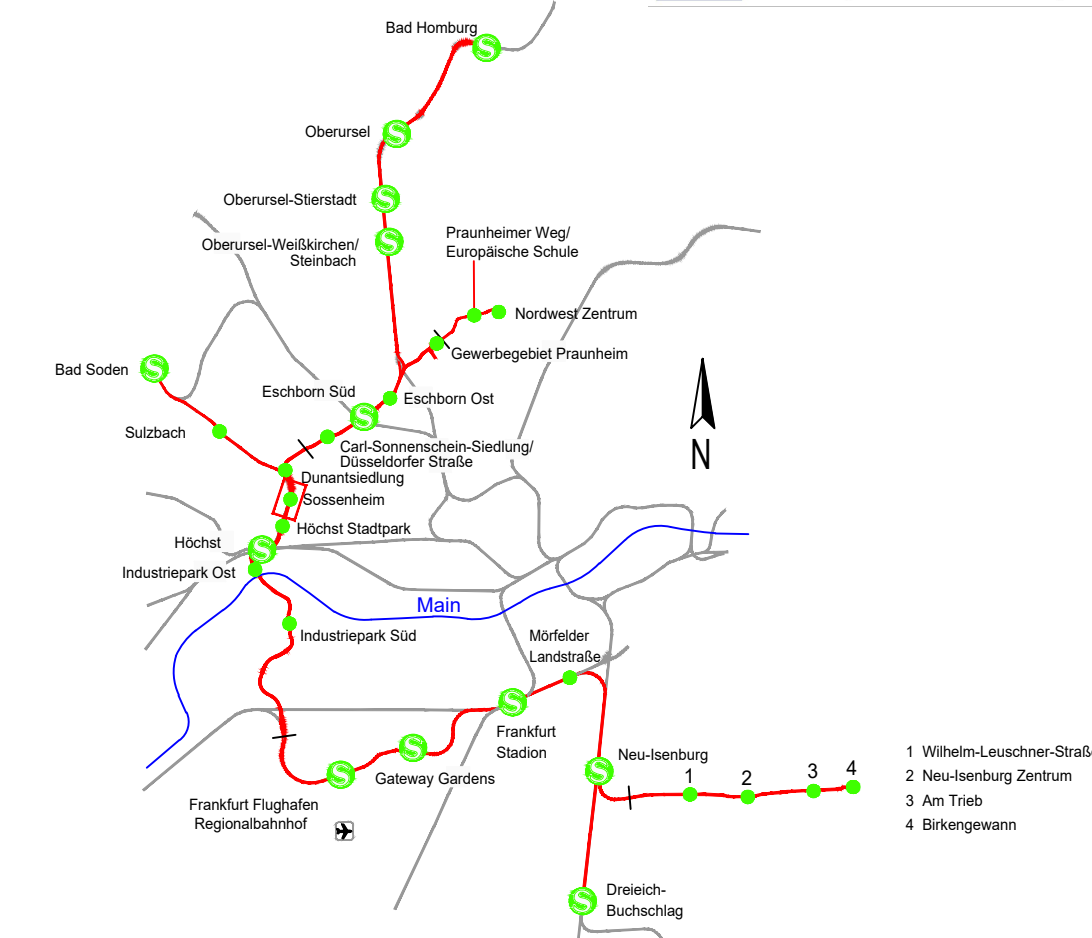 Bad Homburg
Oberursel
Oberursel-Stierstadt
Oberursel-Weißkirchen/
Steinbach
Praunheimer Weg/
Europäische Schule
Nordwest Zentrum
Gewerbegebiet Praunheim
Bad Soden
Eschborn Süd
Eschborn Ost
Sulzbach
Carl-Sonnenschein-Siedlung/
Düsseldorfer Straße
Dunantsiedlung
Sossenheim
Höchst Stadtpark
Höchst
Industriepark Ost
Main
Industriepark Süd
Mörfelder
Landstraße
N
Frankfurt
Stadion
Gateway Gardens
Frankfurt Flughafen
Regionalbahnhof
Neu-Isenburg
1 2 3 4
1 Wilhelm-Leuschner-Straße
2 Neu-Isenburg Zentrum
3 Am Trieb
4 Birkengewann
Dreieich-
Buchschlag